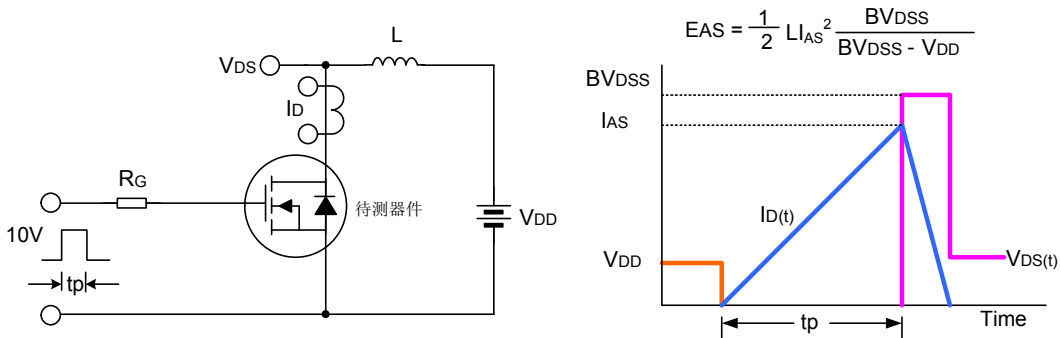 VDS
L
ID
RG
10V
tp
待测器件
VDD
EAS = 1/2 LIAS² BVDSS/(BVDSS - VDD)
BVDSS
IAS
ID(t)
VDD
VDS(t)
tp
Time